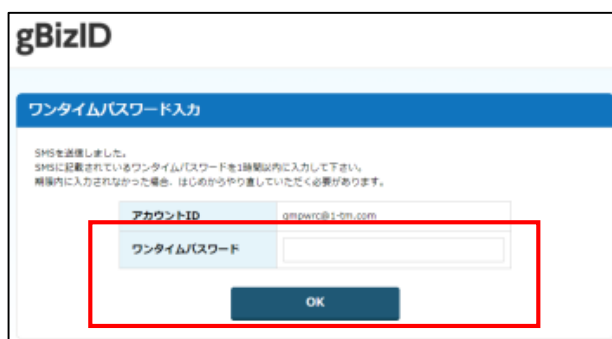 gBizID
ワンタイムパスワード入力
SMSを送信しました。
SMSに記載されているワンタイムパスワードを1時間以内に入力して下さい。
期限内に入力されなかった場合、はじめからやり直していただく必要があります。
アカウントID qmpwrc@1-tm.com
ワンタイムパスワード
OK